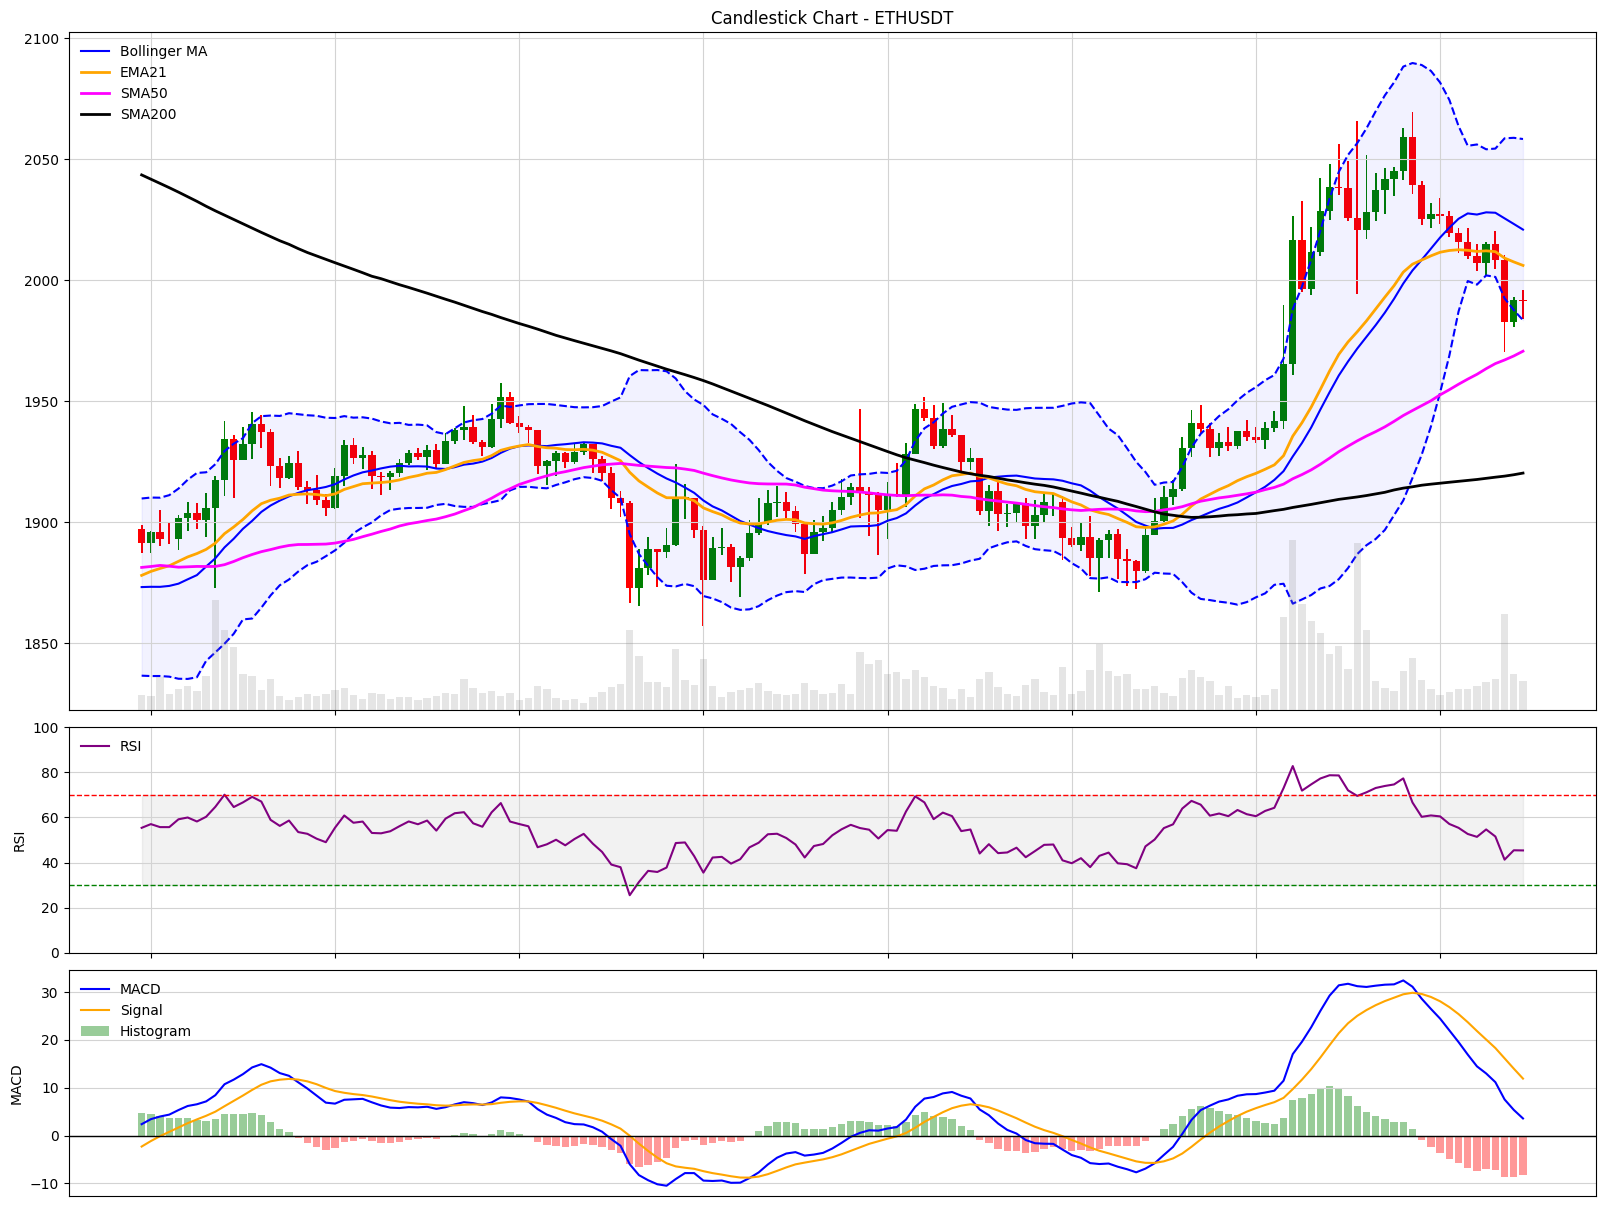 Candlestick Chart - ETHUSDT
2100
2050
2000
1950
1900
1850
Bollinger MA
EMA21
SMA50
SMA200
100
80
60
40
20
0
RSI
RSI
30
20
10
0
−10
MACD
MACD
Signal
Histogram